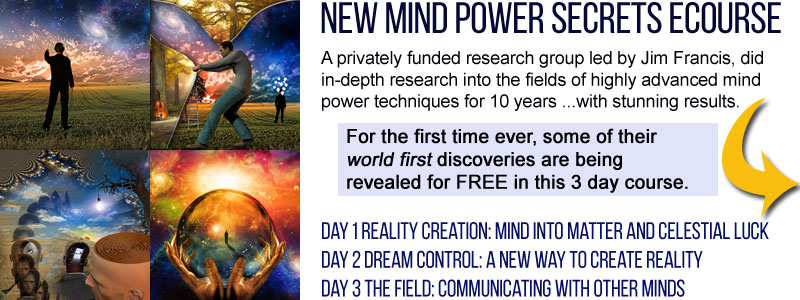 NEW MIND POWER SECRETS ECOURSE
A privately funded research group led by Jim Francis, did
in-depth research into the fields of highly advanced mind
power techniques for 10 years ...with stunning results.
For the first time ever, some of their
world first discoveries are being
revealed for FREE in this 3 day course.
DAY 1 REALITY CREATION: MIND INTO MATTER AND CELESTIAL LUCK
DAY 2 DREAM CONTROL: A NEW WAY TO CREATE REALITY
DAY 3 THE FIELD: COMMUNICATING WITH OTHER MINDS